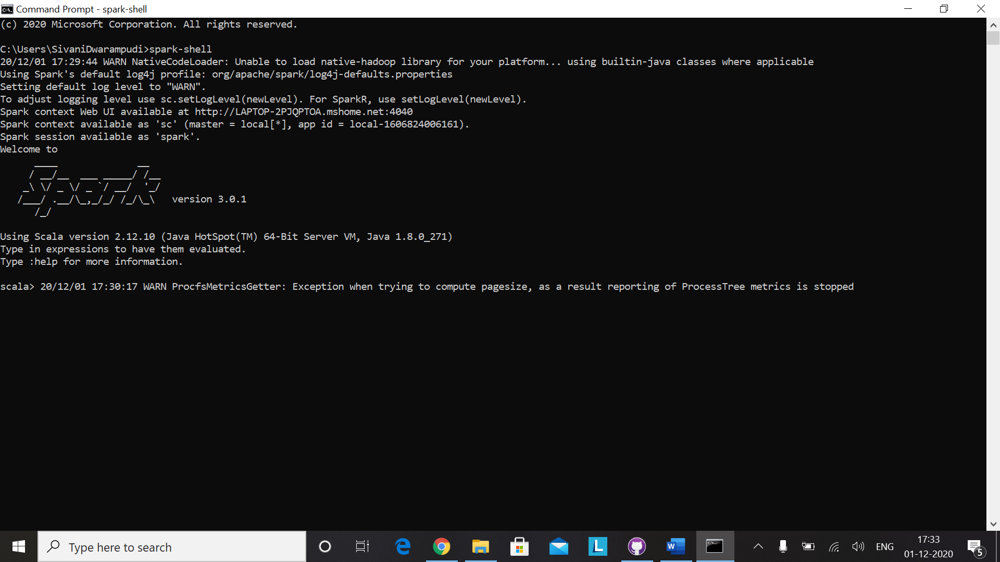 Command Prompt - spark-shell
(c) 2020 Microsoft Corporation. All rights reserved.
C:\Users\SivaniDwarampudi>spark-shell
20/12/01 17:29:44 WARN NativeCodeLoader: Unable to load native-hadoop library for your platform... using builtin-java classes where applicable
Using Spark's default log4j profile: org/apache/spark/log4j-defaults.properties
Setting default log level to "WARN".
To adjust logging level use sc.setLogLevel(newLevel). For SparkR, use setLogLevel(newLevel).
Spark context Web UI available at http://LAPTOP-2PJQPTOA.mshome.net:4040
Spark context available as 'sc' (master = local[*], app id = local-1606824006161).
Spark session available as 'spark'.
Welcome to
      ____              __
     / __/__  ___ _____/ /__
    _\ \/ _ \/ _ `/ __/  '_/
   /___/ .__/\_,_/_/ /_/\_\   version 3.0.1
      /_/
Using Scala version 2.12.10 (Java HotSpot(TM) 64-Bit Server VM, Java 1.8.0_271)
Type in expressions to have them evaluated.
Type :help for more information.
scala> 20/12/01 17:30:17 WARN ProcfsMetricsGetter: Exception when trying to compute pagesize, as a result reporting of ProcessTree metrics is stopped
Type here to search
ENG
17:33
01-12-2020
5